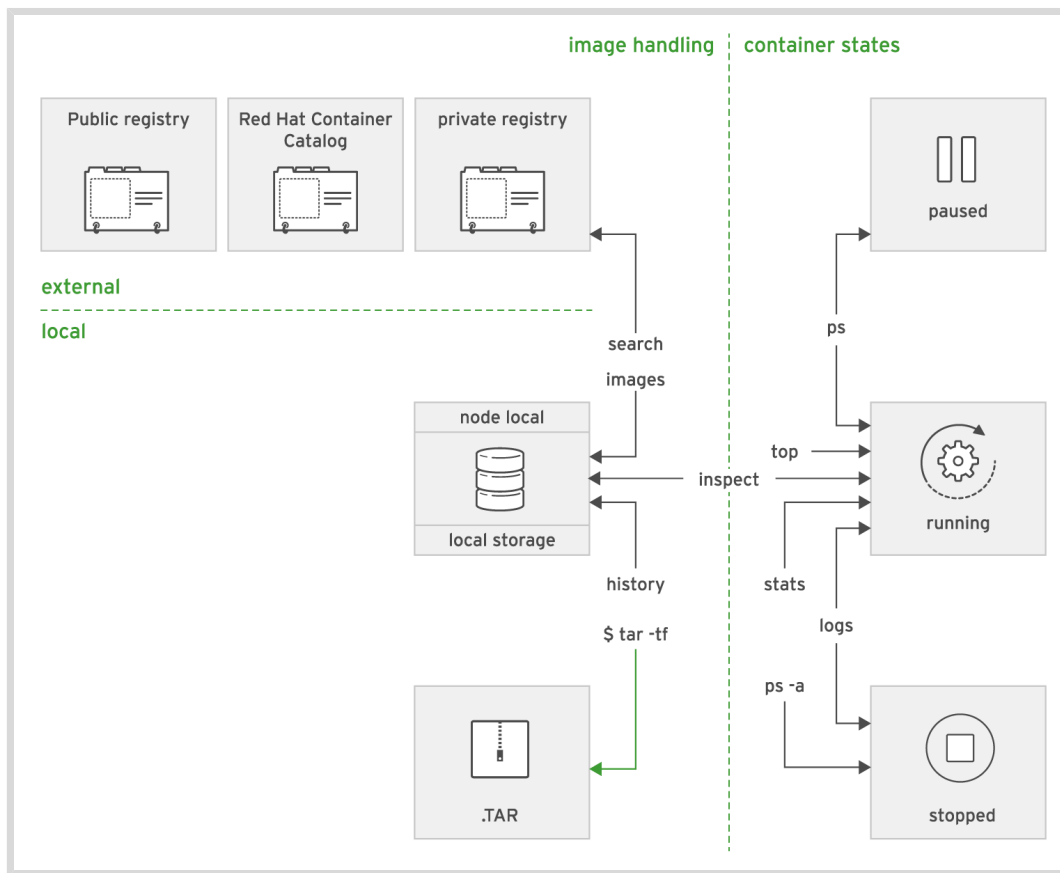 image handling
container states
Public registry
Red Hat Container
Catalog
private registry
paused
external
local
search
images
ps
node local
local storage
top
inspect
running
history
stats
logs
$ tar -tf
ps -a
.TAR
stopped